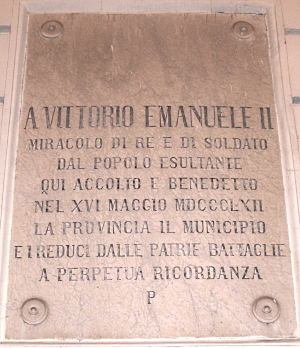 A VITTORIO EMANUELE II
MIRACOLO DI RE E DI SOLDATO
DAL POPOLO ESULTANTE
QUI ACCOLTO E BENEDETTO
NEL XVI MAGGIO MDCCCLXII
LA PROVINCIA IL MUNICIPIO
E I REDUCI DALLE PATRIE BATTAGLIE
A PERPETUA RICORDANZA
P